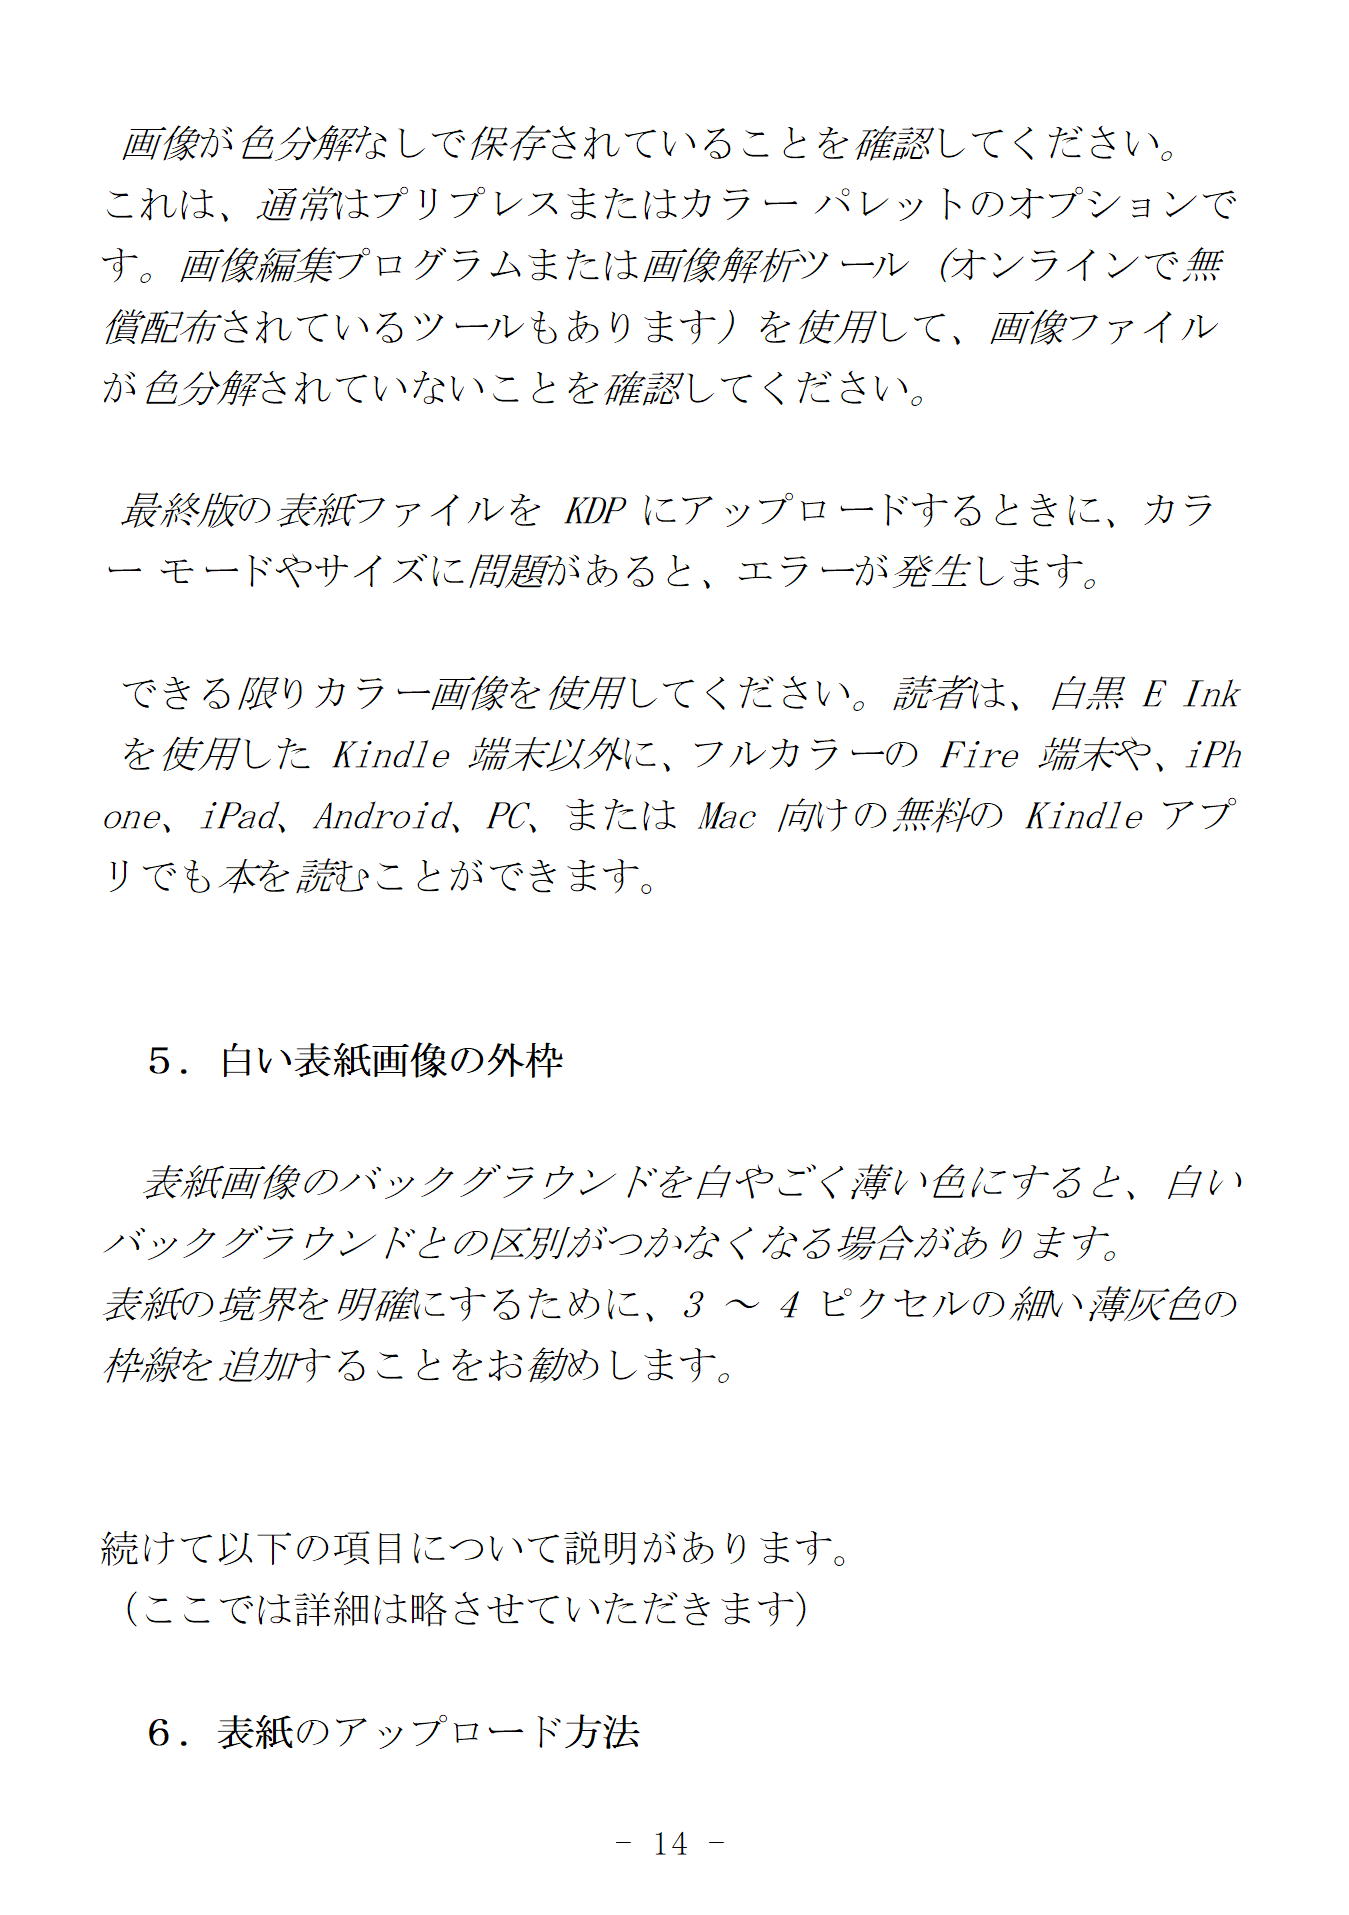 画像が色分解なしで保存されていることを確認してください。
これは、通常はプリプレスまたはカラー パレットのオプションで
す。画像編集プログラムまたは画像解析ツール（オンラインで無
償配布されているツールもあります）を使用して、画像ファイル
が色分解されていないことを確認してください。
最終版の表紙ファイルを KDP にアップロードするときに、カラ
ー モードやサイズに問題があると、エラーが発生します。
できる限りカラー画像を使用してください。読者は、白黒 E Ink
を使用した Kindle 端末以外に、フルカラーの Fire 端末や、iPh
one、iPad、Android、PC、または Mac 向けの無料の Kindle アプ
リでも本を読むことができます。
５．白い表紙画像の外枠
表紙画像のバックグラウンドを白やごく薄い色にすると、白い
バックグラウンドとの区別がつかなくなる場合があります。
表紙の境界を明確にするために、3 ～ 4 ピクセルの細い薄灰色の
枠線を追加することをお勧めします。
続けて以下の項目について説明があります。
（ここでは詳細は略させていただきます）
６．表紙のアップロード方法
- 14 -